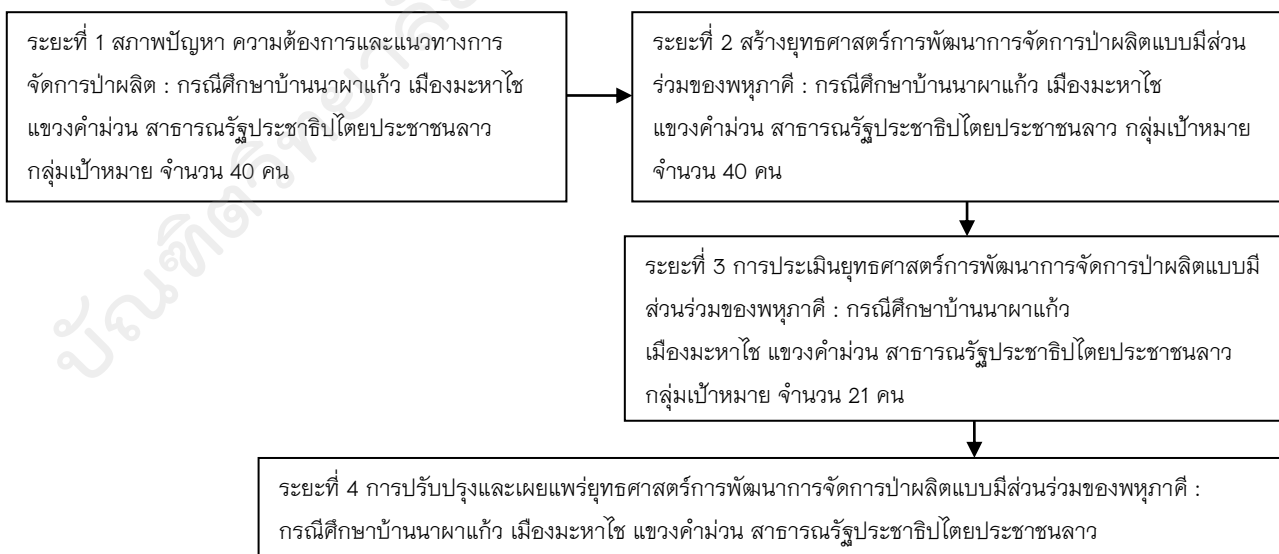 ระยะที่ 1 สภาพปัญหา ความต้องการและแนวทางการ
จัดการป่าผลิต : กรณีศึกษาบ้านนาผาแก้ว เมืองมะหาไช
แขวงคำม่วน สาธารณรัฐประชาธิปไตยประชาชนลาว
กลุ่มเป้าหมาย จำนวน 40 คน
ระยะที่ 2 สร้างยุทธศาสตร์การพัฒนาการจัดการป่าผลิตแบบมีส่วน
ร่วมของพหุภาคี : กรณีศึกษาบ้านนาผาแก้ว เมืองมะหาไช
แขวงคำม่วน สาธารณรัฐประชาธิปไตยประชาชนลาว กลุ่มเป้าหมาย
จำนวน 40 คน
ระยะที่ 3 การประเมินยุทธศาสตร์การพัฒนาการจัดการป่าผลิตแบบมี
ส่วนร่วมของพหุภาคี : กรณีศึกษาบ้านนาผาแก้ว
เมืองมะหาไช แขวงคำม่วน สาธารณรัฐประชาธิปไตยประชาชนลาว
กลุ่มเป้าหมาย จำนวน 21 คน
ระยะที่ 4 การปรับปรุงและเผยแพร่ยุทธศาสตร์การพัฒนาการจัดการป่าผลิตแบบมีส่วนร่วมของพหุภาคี :
กรณีศึกษาบ้านนาผาแก้ว เมืองมะหาไช แขวงคำม่วน สาธารณรัฐประชาธิปไตยประชาชนลาว
บัณฑิตวิทยาลัย